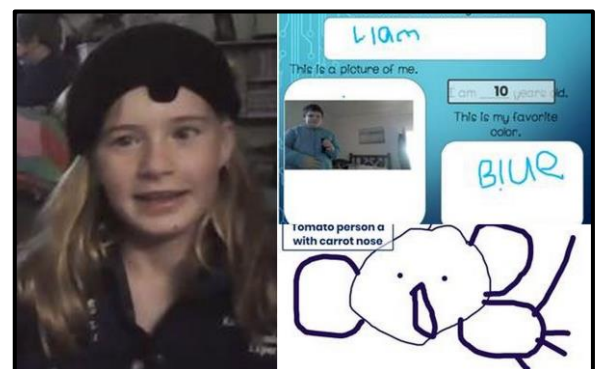 Liam
This is a picture of me.
I am 10 years old.
This is my favorite
color.
BlUe
Tomato person a
with carrot nose